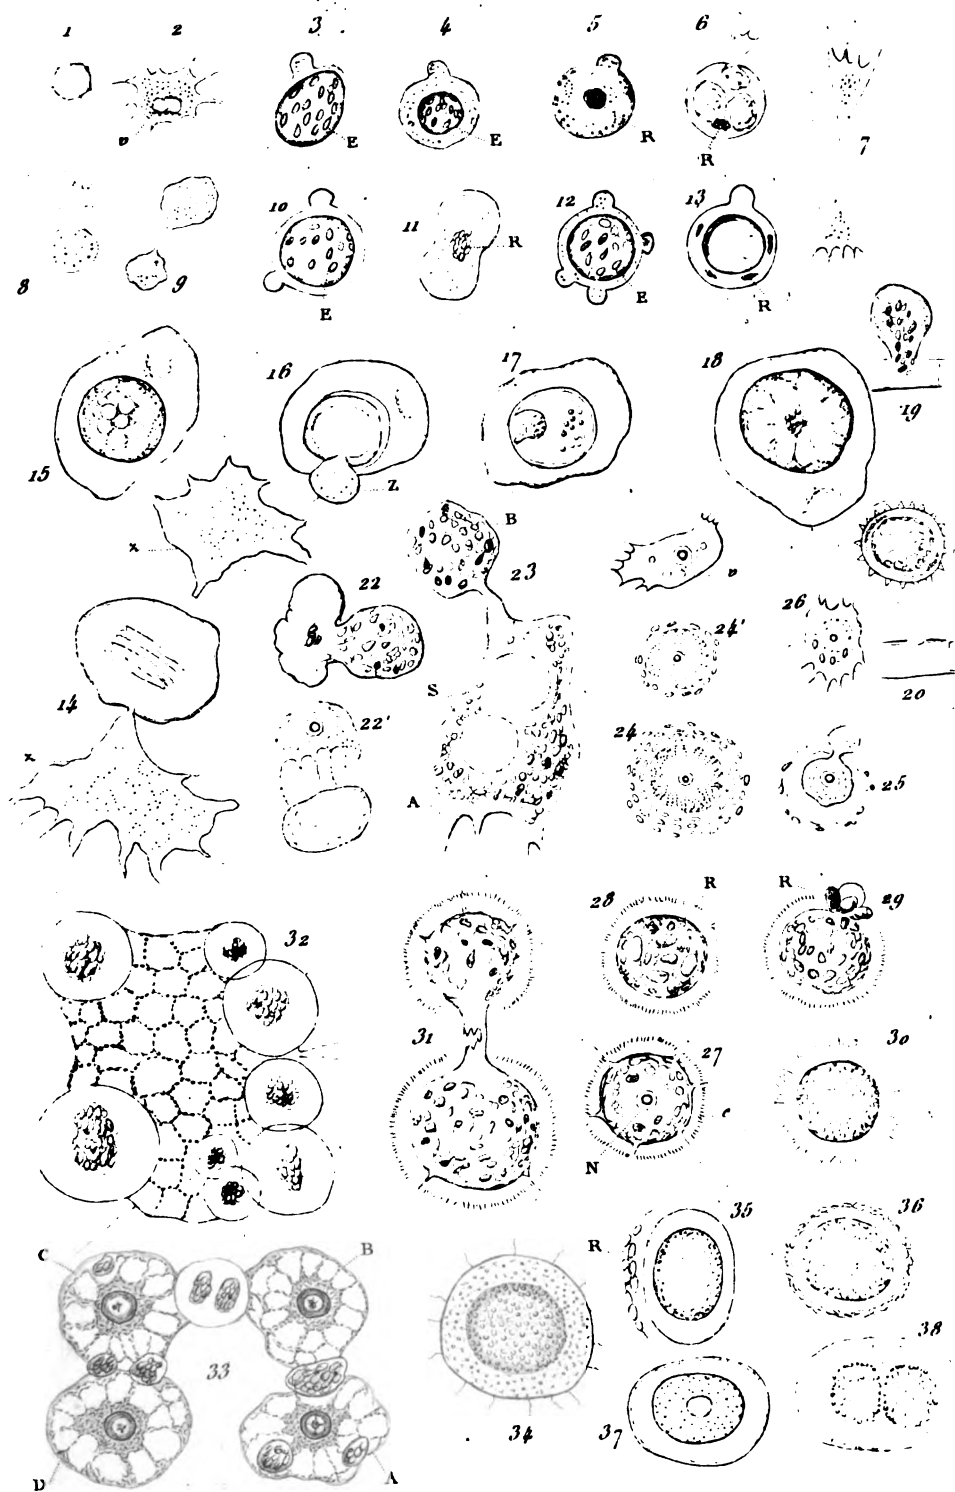 1 2 3 4 5 6
v E E R R 7
10 11 12 13
8 9 E R E R
15 16 17 18 19
Z
x B 23 v
22 24' 26
14 S 20
22' 24
x A 25
32 R 28 R 29
31 27 30
N
C B R 35 36
33 38
34 37
D A